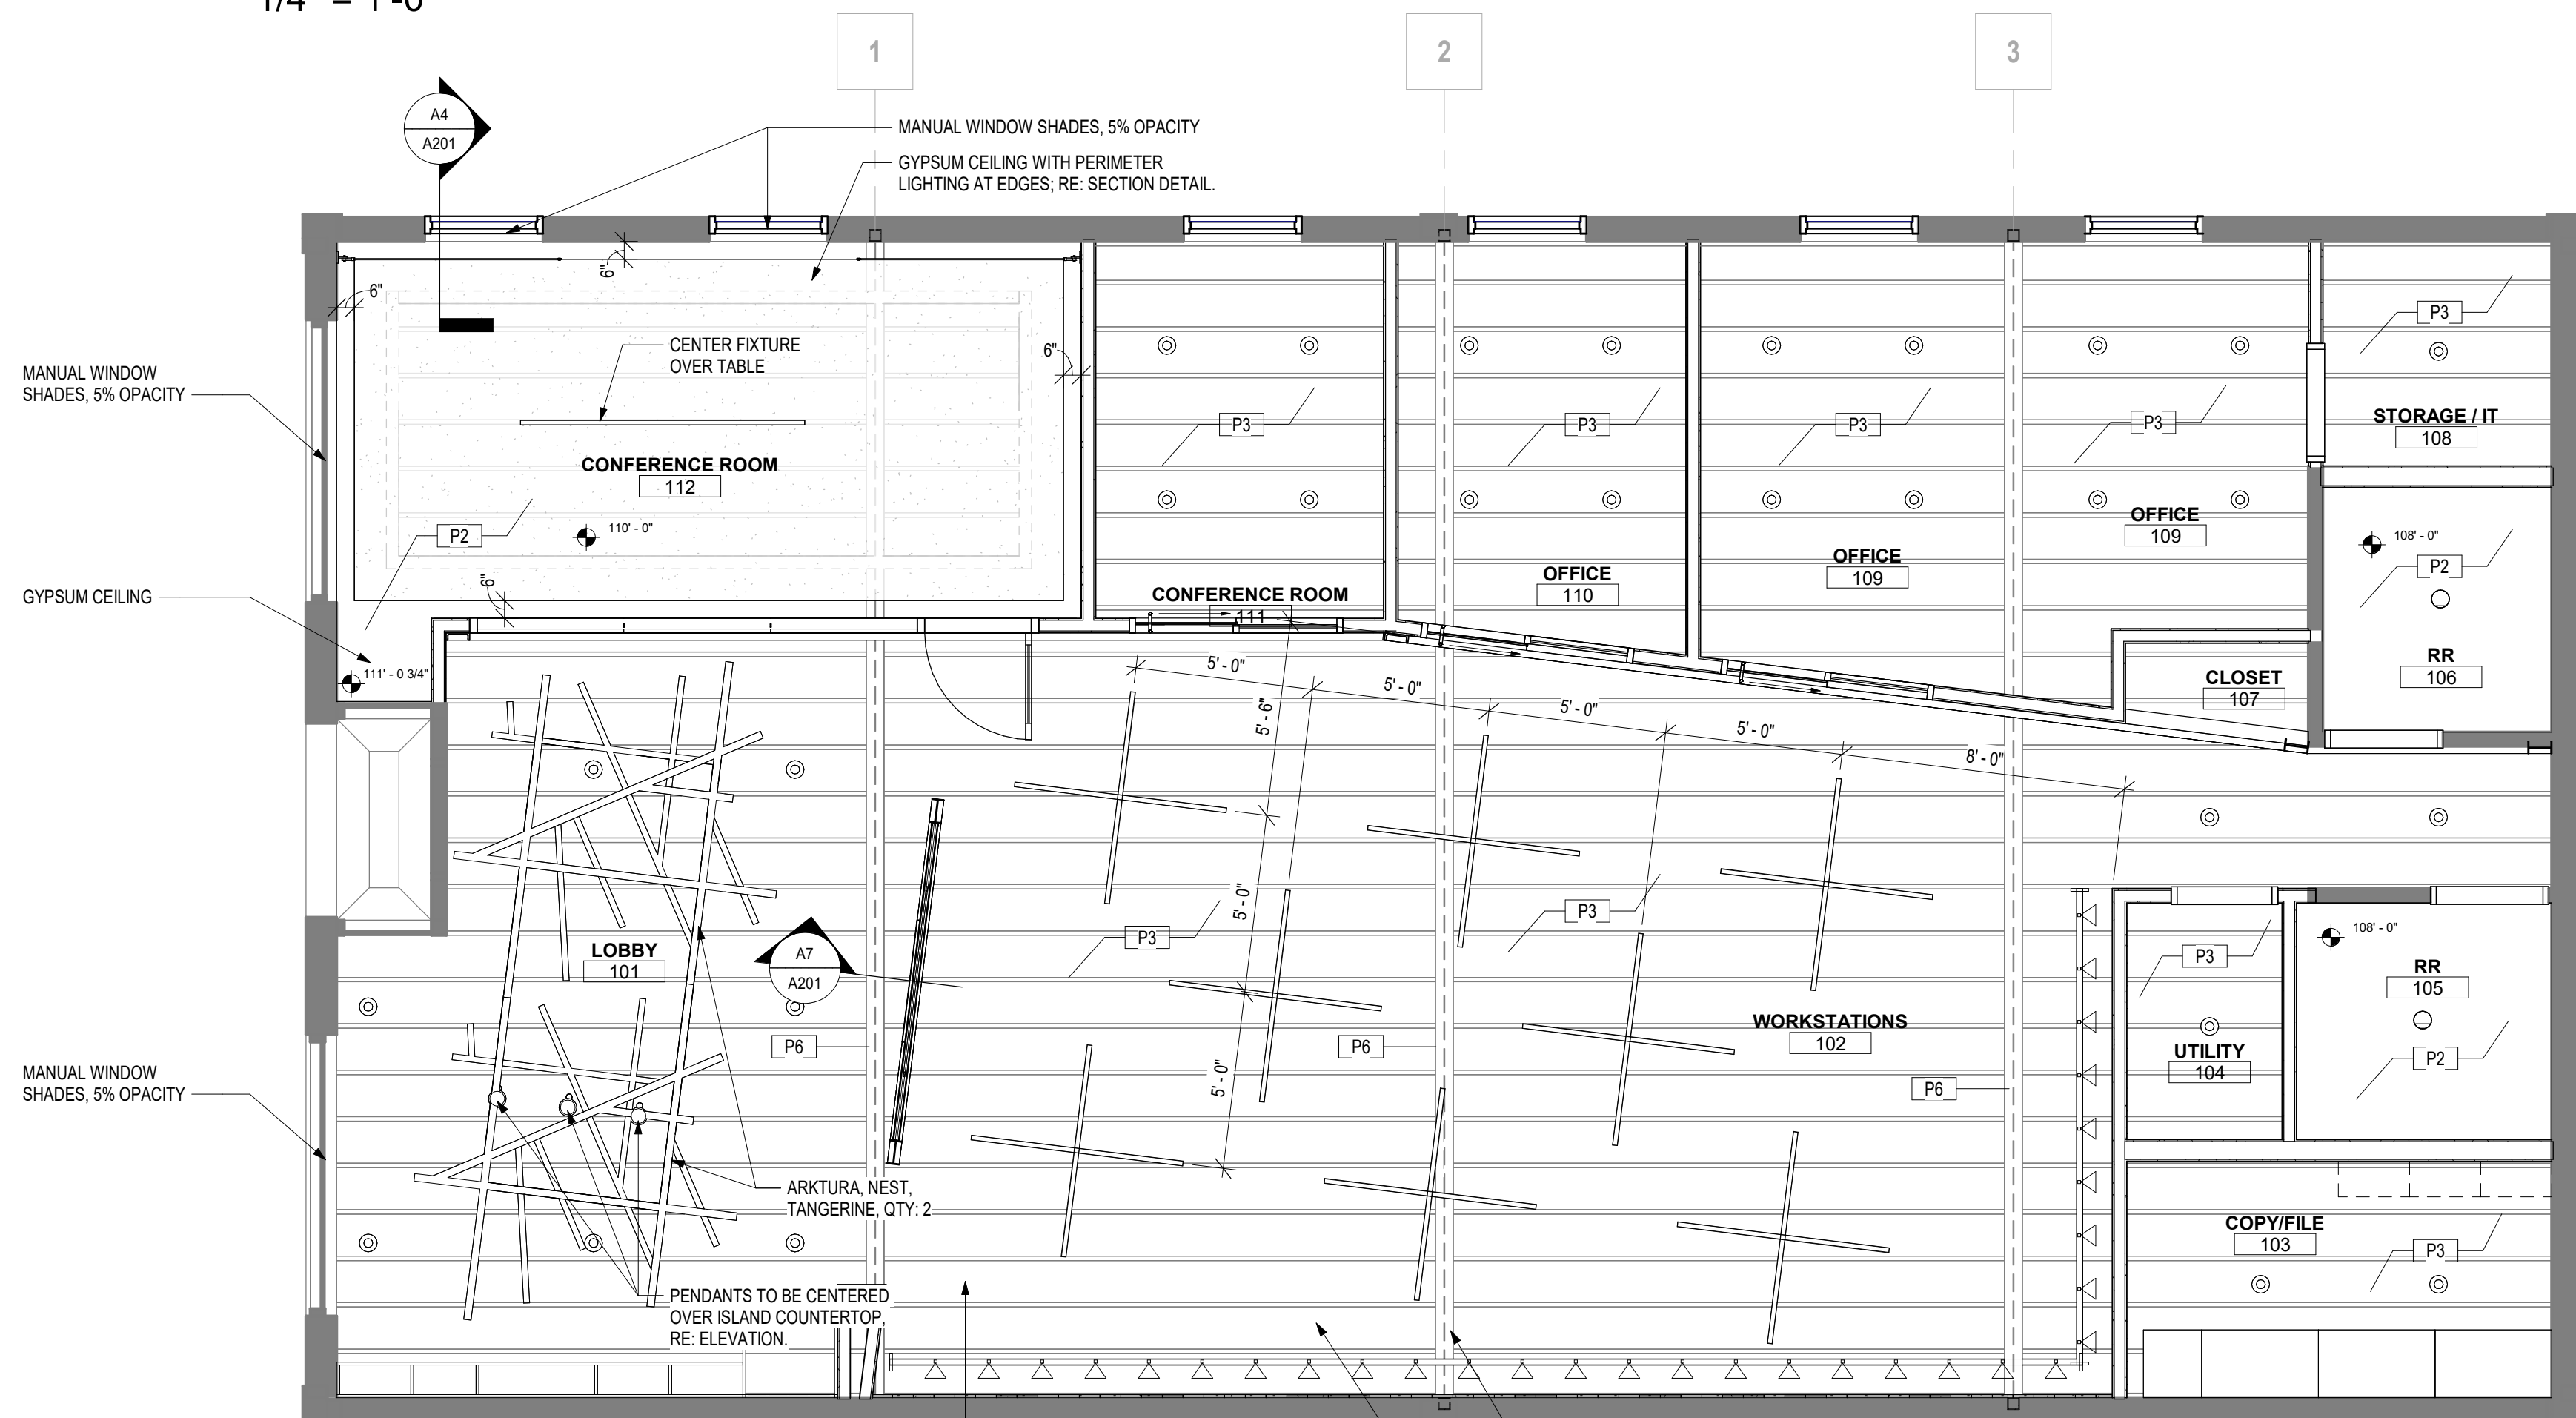 1/4" = 1'-0"
1
2
3
A4
A201
MANUAL WINDOW SHADES, 5% OPACITY
GYPSUM CEILING WITH PERIMETER
LIGHTING AT EDGES; RE: SECTION DETAIL.
6"
6"
6"
6"
CENTER FIXTURE
OVER TABLE
MANUAL WINDOW
SHADES, 5% OPACITY
CONFERENCE ROOM
112
P2
110' - 0"
GYPSUM CEILING
111' - 0 3/4"
P3
CONFERENCE ROOM
111
P3
OFFICE
110
P3
OFFICE
109
P3
OFFICE
109
P3
STORAGE / IT
108
108' - 0"
P2
RR
106
CLOSET
107
5' - 0"
5' - 0"
5' - 0"
5' - 0"
8' - 0"
5' - 6"
5' - 0"
5' - 0"
LOBBY
101
A7
A201
P3
P3
P6
P6
P6
WORKSTATIONS
102
P3
UTILITY
104
108' - 0"
RR
105
P2
MANUAL WINDOW
SHADES, 5% OPACITY
ARKTURA, NEST,
TANGERINE, QTY: 2
PENDANTS TO BE CENTERED
OVER ISLAND COUNTERTOP,
RE: ELEVATION.
COPY/FILE
103
P3